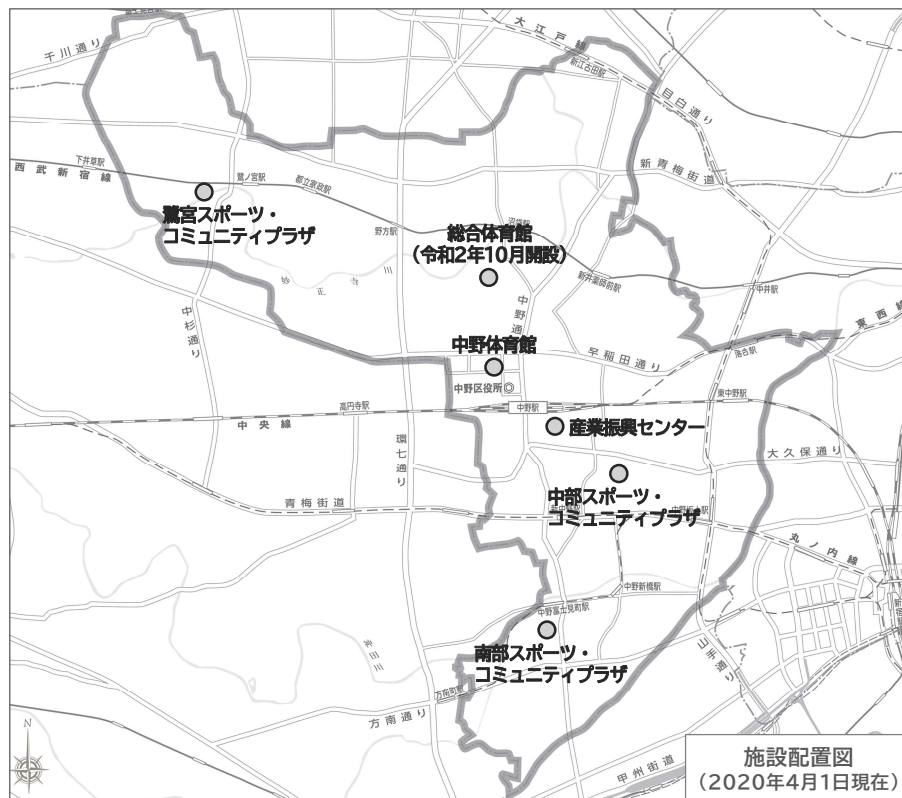 千川通り
大江戸線
新江古田駅
目白通り
西武新宿線
下井草駅
鷺ノ宮駅
都立家政駅
新青梅街道
鷺宮スポーツ・
コミュニティプラザ
野方駅
沼袋駅
総合体育館
(令和2年10月開設)
妙正寺川
新井薬師前駅
中井駅
中杉通り
中野通
東西線
中野体育館
早稲田通り
落合駅
中野区役所
高円寺駅
中野駅
東中野駅
中央線
産業振興センター
環七通り
大久保通り
青梅街道
中部スポーツ・
コミュニティプラザ
丸ノ内線
中野新橋駅
中野富士見町駅
南部スポーツ・
コミュニティプラザ
山手通り
方南町駅
方南通り
甲州街道
N
施設配置図
(2020年4月1日現在)